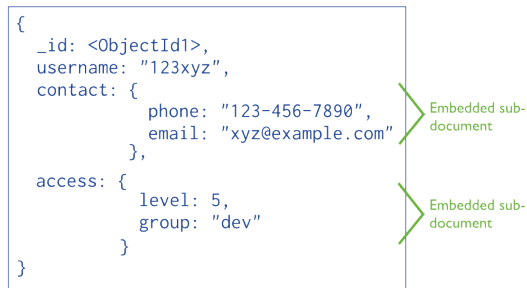 {
_id: <ObjectId1>,
username: "123xyz",
contact: {
phone: "123-456-7890",
email: "xyz@example.com"
},
Embedded sub-
document
access: {
level: 5,
group: "dev"
}
Embedded sub-
document
}